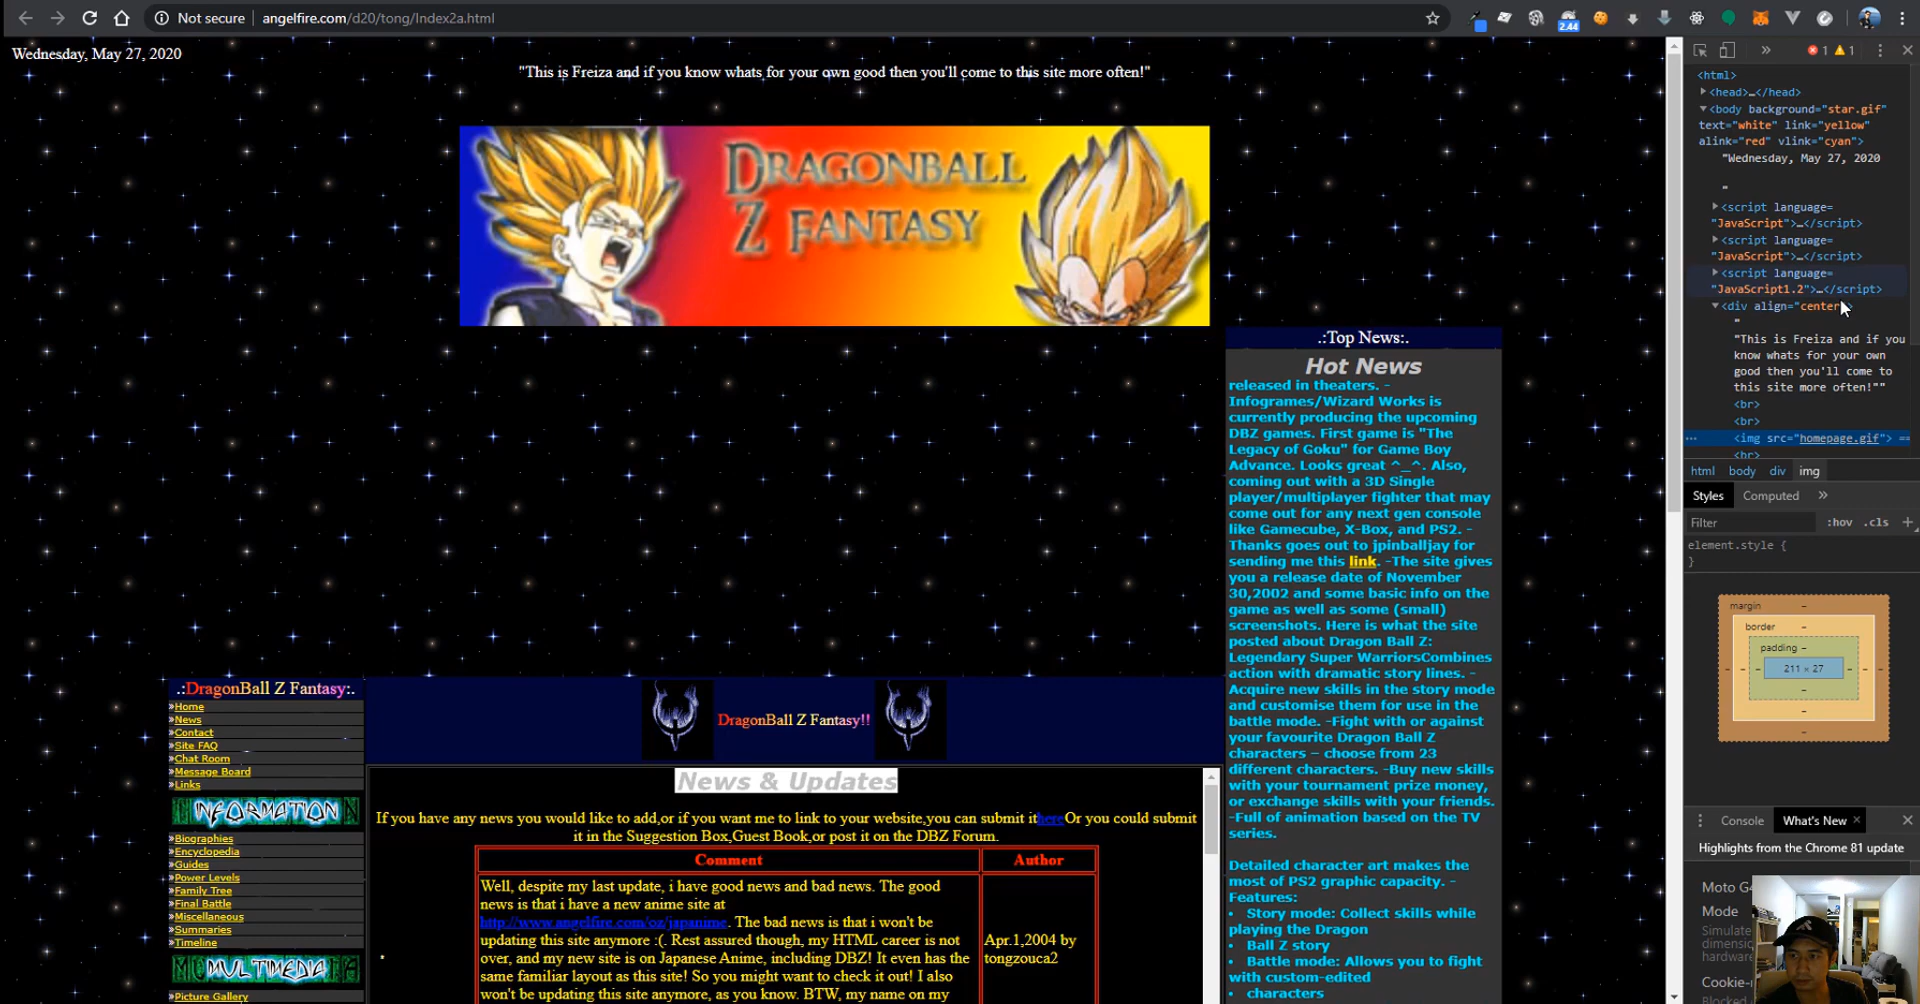 Not secure | angelfire.com/d20/tong/Index2a.html
2.44
Wednesday, May 27, 2020
"This is Freiza and if you know whats for your own good then you'll come to this site more often!"
DRAGONBALL
Z FANTASY
.:Top News:.
Hot News
released in theaters. -
Infogrames/Wizard Works is
currently producing the upcoming
DBZ games. First game is "The
Legacy of Goku" for Game Boy
Advance. Looks great ^_^. Also,
coming out with a 3D Single
player/multiplayer fighter that may
come out for any next gen console
like Gamecube, X-Box, and PS2. -
Thanks goes out to jpinballjay for
sending me this link. -The site gives
you a release date of November
30,2002 and some basic info on the
game as well as some (small)
screenshots. Here is what the site
posted about Dragon Ball Z:
Legendary Super WarriorsCombines
action with dramatic story lines. -
Acquire new skills in the story mode
and customise them for use in the
battle mode. -Fight with or against
your favourite Dragon Ball Z
characters – choose from 23
different characters. -Buy new skills
with your tournament prize money,
or exchange skills with your friends.
-Full of animation based on the TV
series.
Detailed character art makes the
most of PS2 graphic capacity. -
Features:
• Story mode: Collect skills while
playing the Dragon
• Ball Z story
• Battle mode: Allows you to fight
with custom-edited
• characters
.:DragonBall Z Fantasy:.
»Home
»News
»Contact
»Site FAQ
»Chat Room
»Message Board
»Links
INFORMATION
»Biographies
»Encyclopedia
»Guides
»Power Levels
»Family Tree
»Final Battle
»Miscellaneous
»Summaries
»Timeline
MULTIMEDIA
»Picture Gallery
DragonBall Z Fantasy!!
News & Updates
If you have any news you would like to add,or if you want me to link to your website,you can submit ithereOr you could submit
it in the Suggestion Box,Guest Book,or post it on the DBZ Forum.
Comment Author
Well, despite my last update, i have good news and bad news. The good
news is that i have a new anime site at
http://www.angelfire.com/oz/japanime. The bad news is that i won't be
updating this site anymore :(. Rest assured though, my HTML career is not
over, and my new site is on Japanese Anime, including DBZ! It even has the
same familiar layout as this site! So you might want to check it out! I also
won't be updating this site anymore, as you know. BTW, my name on my
Apr.1,2004 by
tongzouca2
» 1 1
<html>
<head>…</head>
<body background="star.gif"
text="white" link="yellow"
alink="red" vlink="cyan">
"Wednesday, May 27, 2020
"
<script language=
"JavaScript">…</script>
<script language=
"JavaScript">…</script>
<script language=
"JavaScript1.2">…</script>
<div align="center
"
"This is Freiza and if you
know whats for your own
good then you'll come to
this site more often!""
<br>
<br>
… <img src="homepage.gif"> ==
<br>
html body div img
Styles Computed »
Filter :hov .cls +
element.style {
}
margin –
border –
padding –
– – – 211 × 27 – – –
–
–
–
Console What's New ×
Highlights from the Chrome 81 update
Moto G4
Mode
Simulate
dimensio
hardware
Cookie-
Blocked